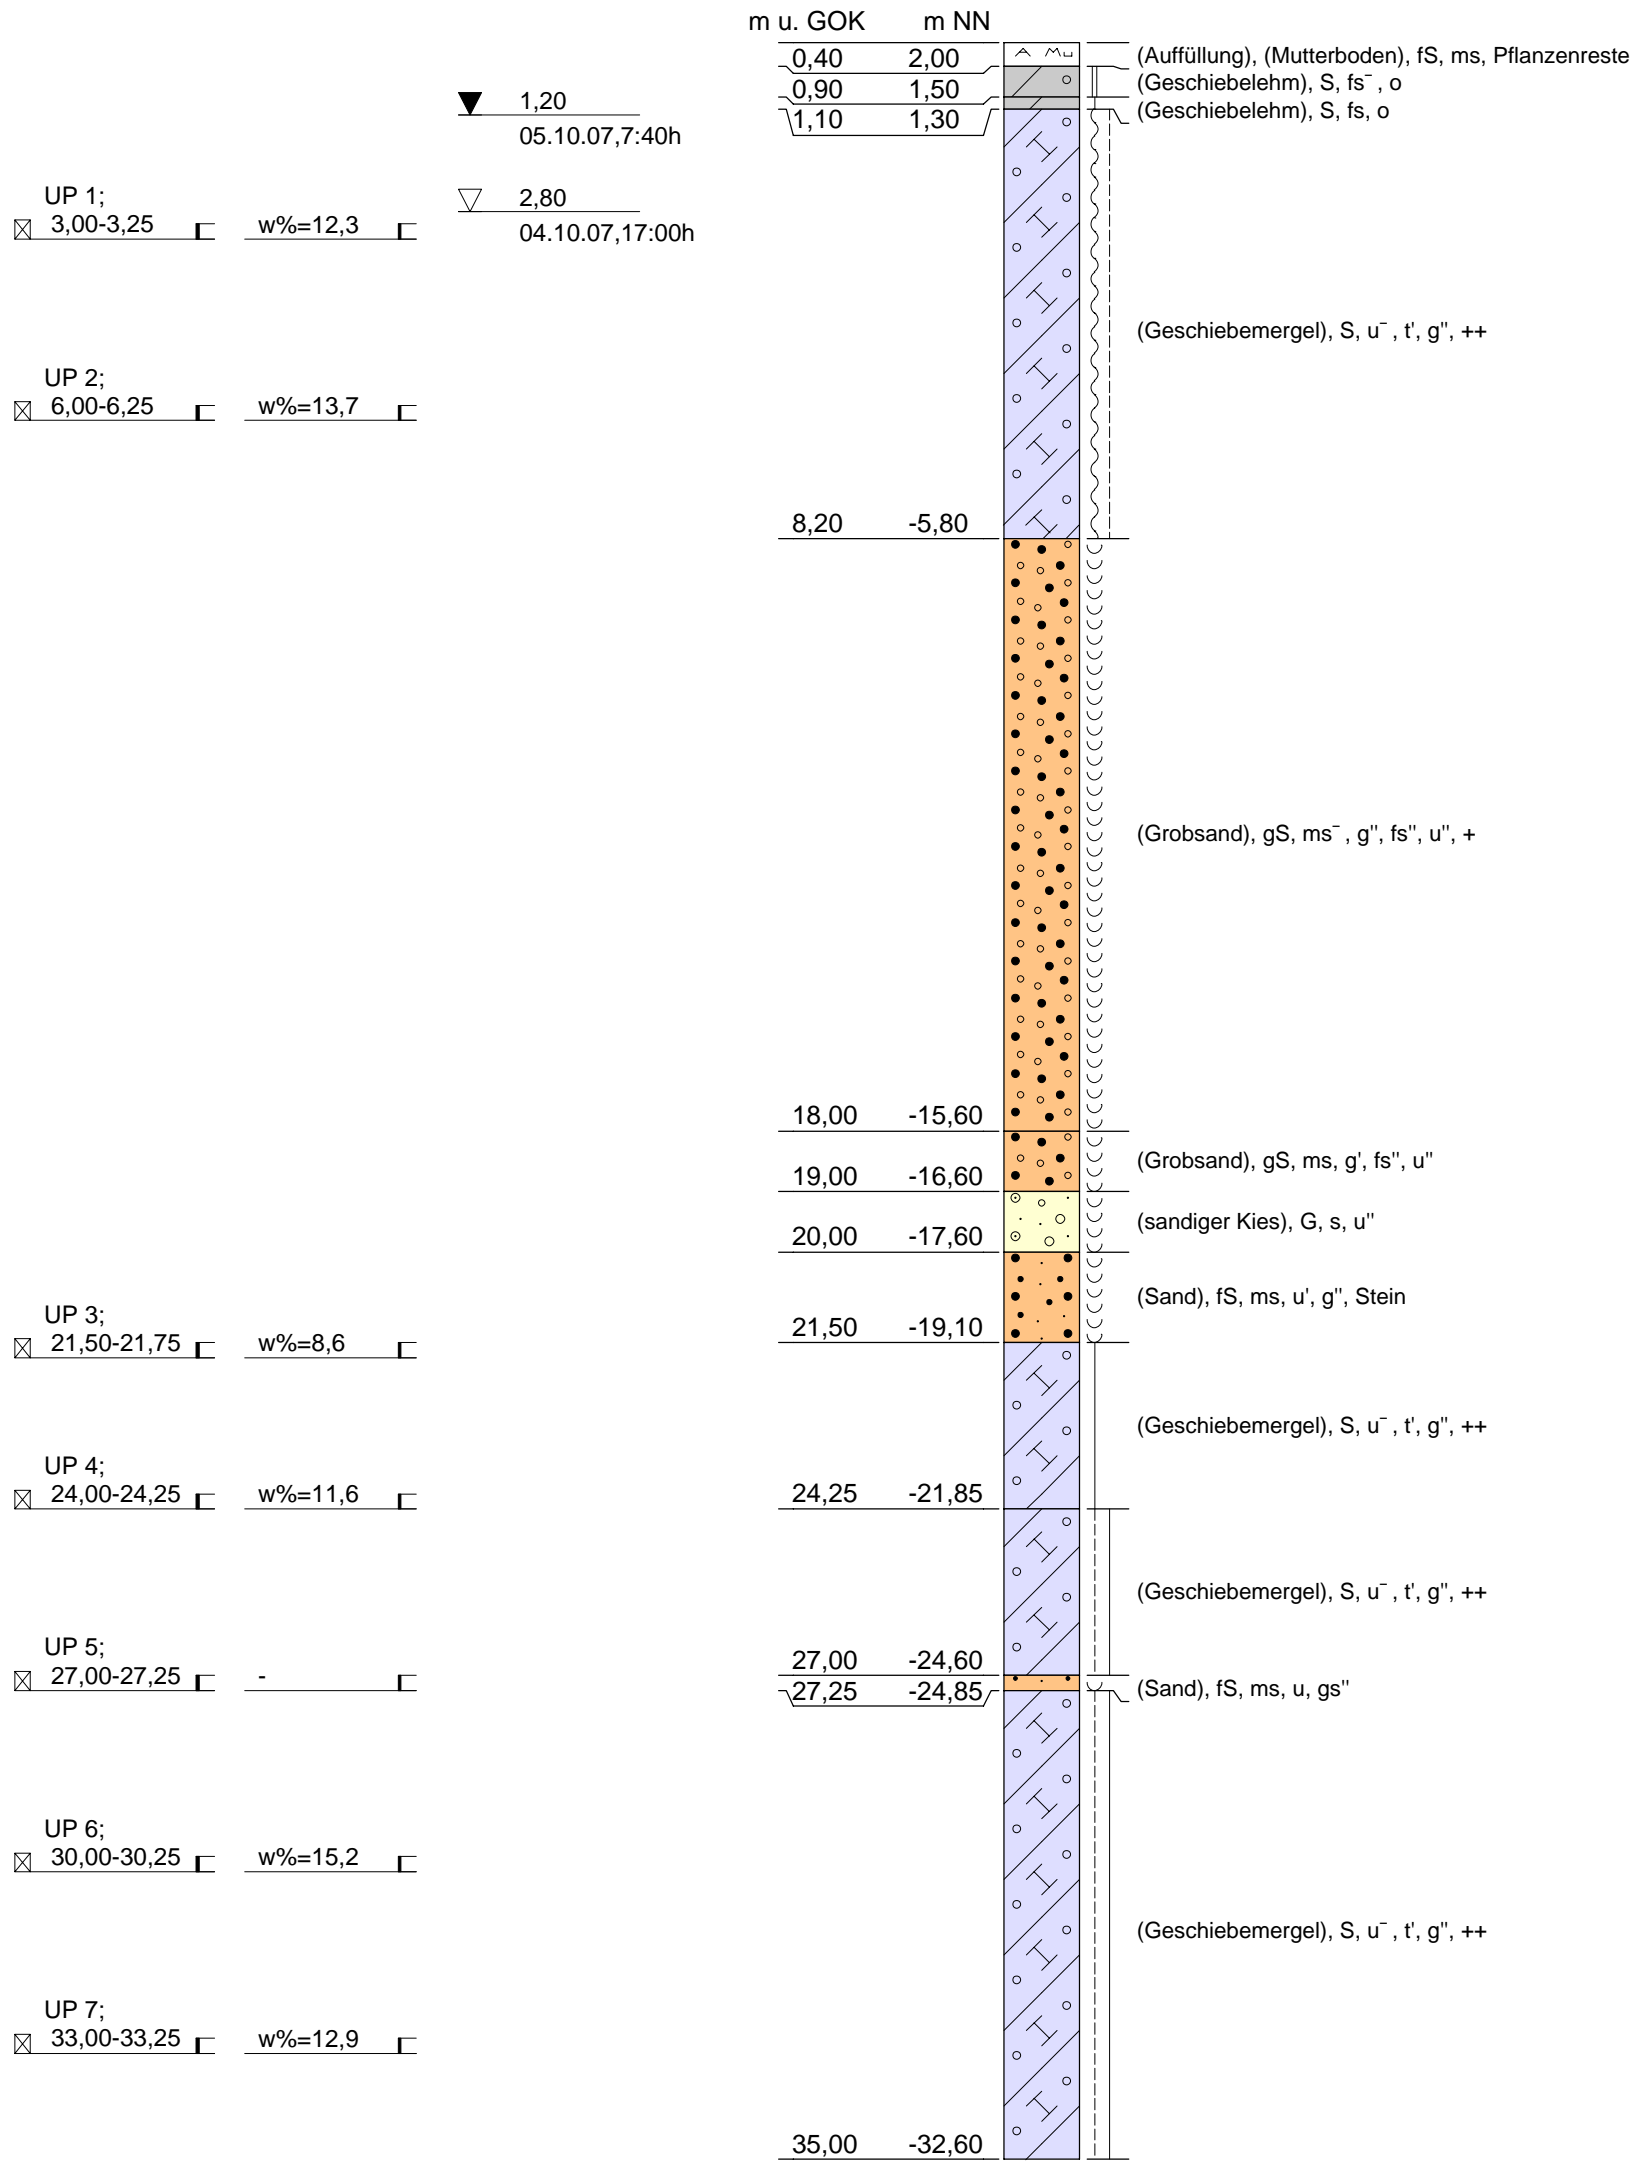 m u. GOK m NN
0,40 2,00
(Auffüllung), (Mutterboden), fS, ms, Pflanzenreste
A Mu
(Geschiebelehm), S, fs¯, o
0,90 1,50
(Geschiebelehm), S, fs, o
1,10 1,30
1,20
05.10.07,7:40h
2,80
04.10.07,17:00h
UP 1;
3,00-3,25 w%=12,3
(Geschiebemergel), S, u¯, t', g'', ++
UP 2;
6,00-6,25 w%=13,7
8,20 -5,80
(Grobsand), gS, ms¯, g'', fs'', u'', +
18,00 -15,60
(Grobsand), gS, ms, g', fs'', u''
19,00 -16,60
(sandiger Kies), G, s, u''
20,00 -17,60
(Sand), fS, ms, u', g'', Stein
21,50 -19,10
UP 3;
21,50-21,75 w%=8,6
(Geschiebemergel), S, u¯, t', g'', ++
UP 4;
24,00-24,25 w%=11,6
24,25 -21,85
(Geschiebemergel), S, u¯, t', g'', ++
UP 5;
27,00-27,25 -
27,00 -24,60
(Sand), fS, ms, u, gs''
27,25 -24,85
UP 6;
30,00-30,25 w%=15,2
(Geschiebemergel), S, u¯, t', g'', ++
UP 7;
33,00-33,25 w%=12,9
35,00 -32,60